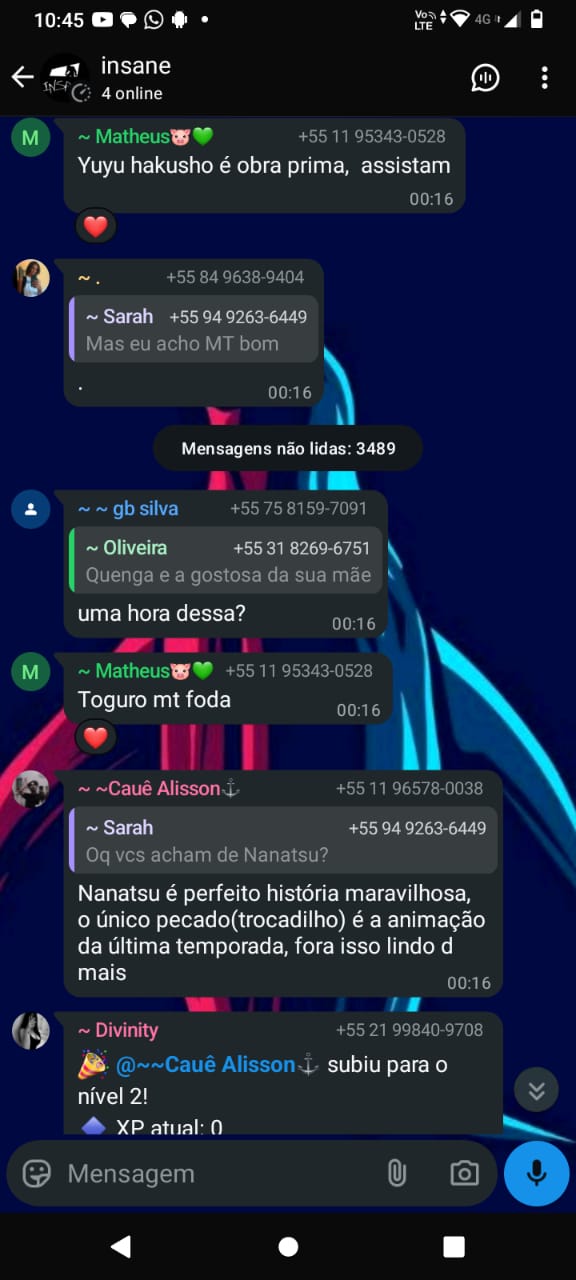 10:45
Vo) LTE 4G
insane
4 online
~ Matheus🐷💚 +55 11 95343-0528
Yuyu hakusho é obra prima, assistam
00:16
❤️
~ . +55 84 9638-9404
~ Sarah +55 94 9263-6449
Mas eu acho MT bom
.
00:16
Mensagens não lidas: 3489
~ ~ gb silva +55 75 8159-7091
~ Oliveira +55 31 8269-6751
Quenga e a gostosa da sua mãe
uma hora dessa?
00:16
M
~ Matheus🐷💚 +55 11 95343-0528
Toguro mt foda
00:16
❤️
~ ~Cauê Alisson⚓ +55 11 96578-0038
~ Sarah +55 94 9263-6449
Oq vcs acham de Nanatsu?
Nanatsu é perfeito história maravilhosa,
o único pecado(trocadilho) é a animação
da última temporada, fora isso lindo d
mais
00:16
~ Divinity +55 21 99840-9708
🎉 @~~Cauê Alisson⚓ subiu para o
nível 2!
🔷 XP atual: 0
Mensagem